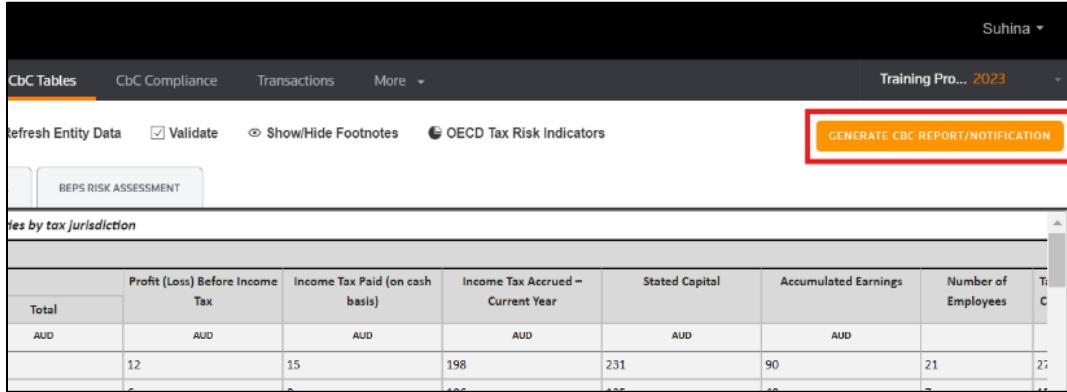 Suhina
CbC Tables CbC Compliance Transactions More Training Pro... 2023
Refresh Entity Data Validate Show/Hide Footnotes OECD Tax Risk Indicators GENERATE CBC REPORT/NOTIFICATION
BEPS RISK ASSESSMENT
ies by tax jurisdiction
Profit (Loss) Before Income Income Tax Paid (on cash Income Tax Accrued – Stated Capital Accumulated Earnings Number of
Total Tax basis) Current Year Employees
AUD AUD AUD AUD AUD AUD
12 15 198 231 90 21